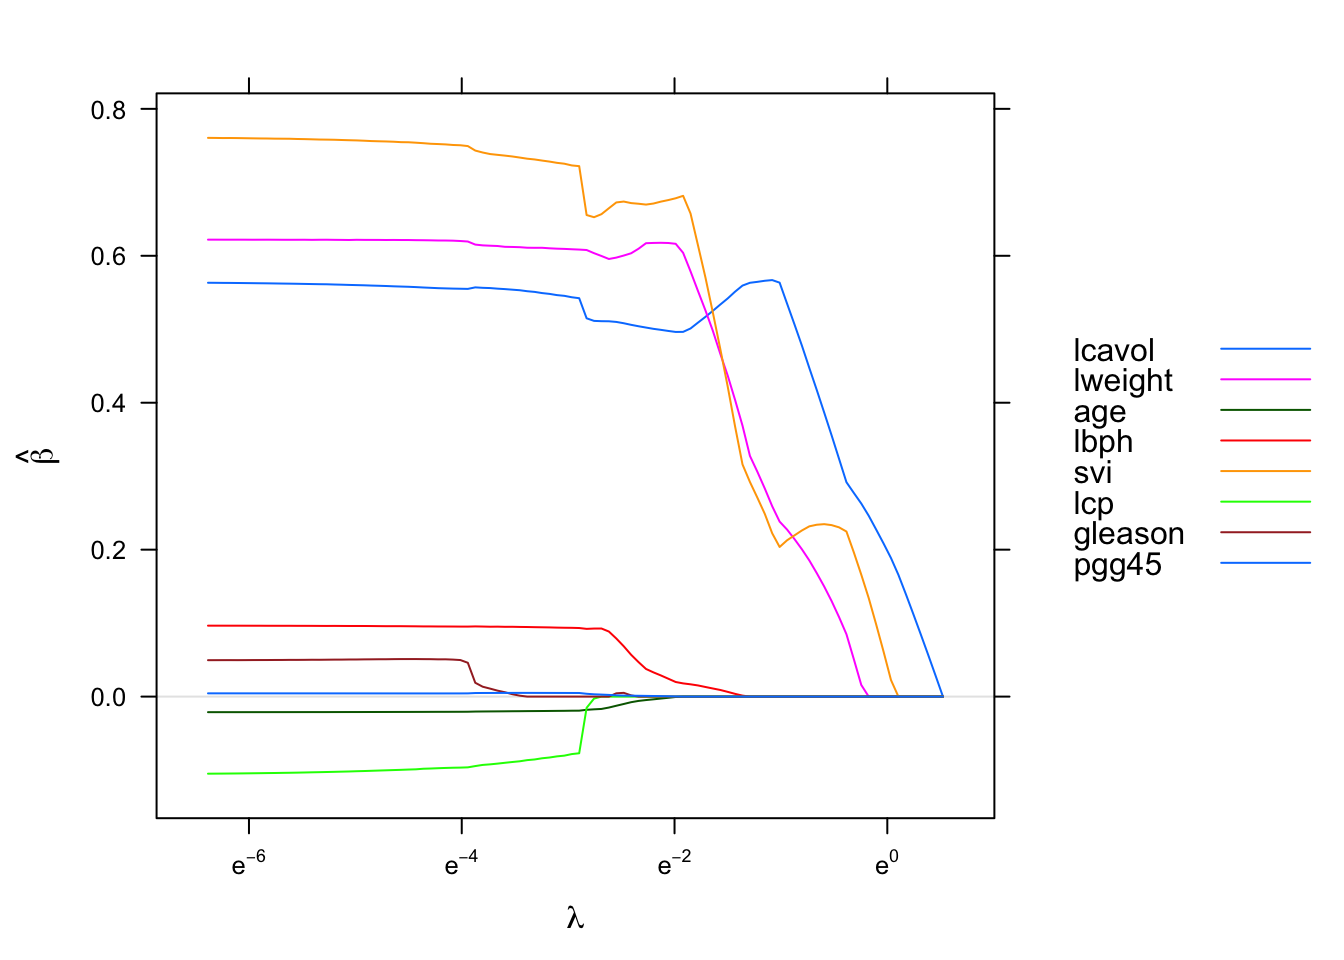 0.8
0.6
0.4
0.2
0.0
β̂
e⁻⁶ e⁻⁴ e⁻² e⁰
λ
lcavol
lweight
age
lbph
svi
lcp
gleason
pgg45